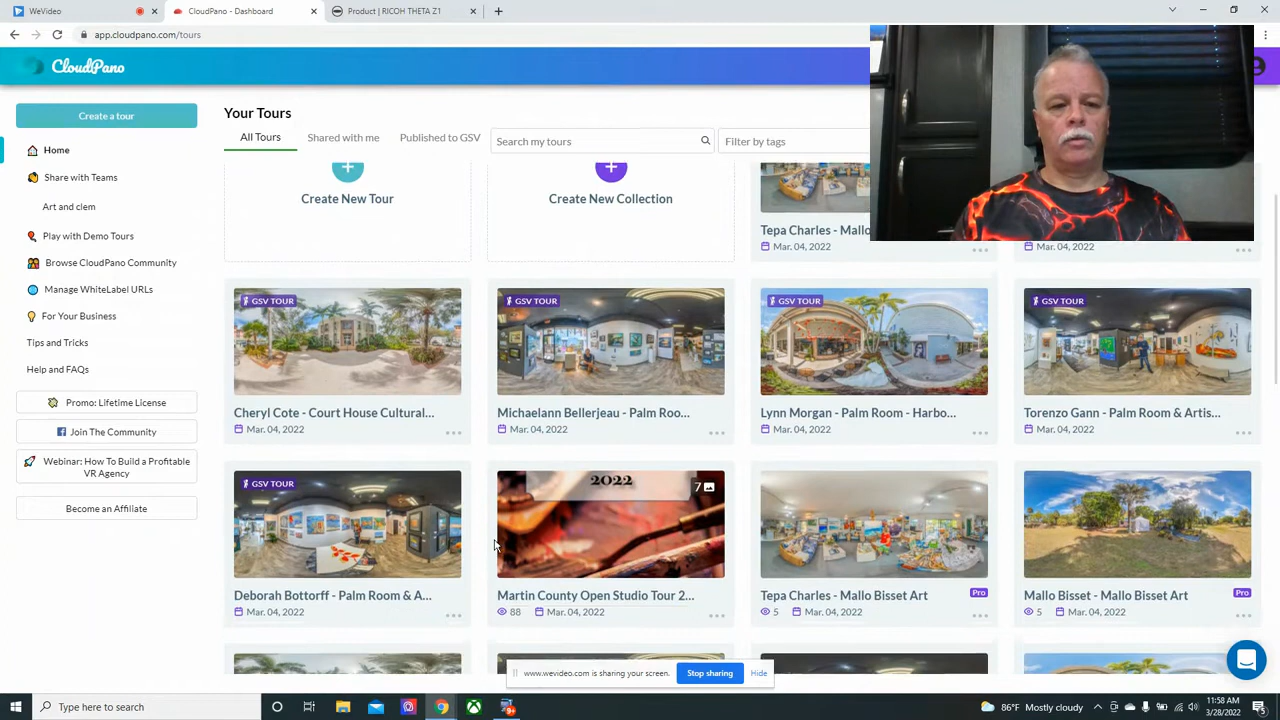 WeVideo
CloudPano - Dashboard
Product | RICOH THETA Z1
app.cloudpano.com/tours
CloudPano
Create a tour
Home
Share with Teams
Art and clem
Play with Demo Tours
Browse CloudPano Community
Manage WhiteLabel URLs
For Your Business
Tips and Tricks
Help and FAQs
Promo: Lifetime License
Join The Community
Webinar: How To Build a Profitable
VR Agency
Become an Affiliate
Your Tours
All Tours
Shared with me
Published to GSV
Search my tours
Filter by tags
Create New Tour
Create New Collection
Tepa Charles - Mallo
Mar. 04, 2022
Mar. 04, 2022
GSV TOUR
Cheryl Cote - Court House Cultural...
Mar. 04, 2022
GSV TOUR
Michaelann Bellerjeau - Palm Roo...
Mar. 04, 2022
GSV TOUR
Lynn Morgan - Palm Room - Harbo...
Mar. 04, 2022
GSV TOUR
Torenzo Gann - Palm Room & Artis...
Mar. 04, 2022
GSV TOUR
Deborah Bottorff - Palm Room & A...
Mar. 04, 2022
2022
7
Martin County Open Studio Tour 2...
88 Mar. 04, 2022
Tepa Charles - Mallo Bisset Art
Pro
5 Mar. 04, 2022
Mallo Bisset - Mallo Bisset Art
Pro
5 Mar. 04, 2022
www.wevideo.com is sharing your screen.
Stop sharing
Hide
Type here to search
86°F Mostly cloudy
11:58 AM
3/28/2022
5